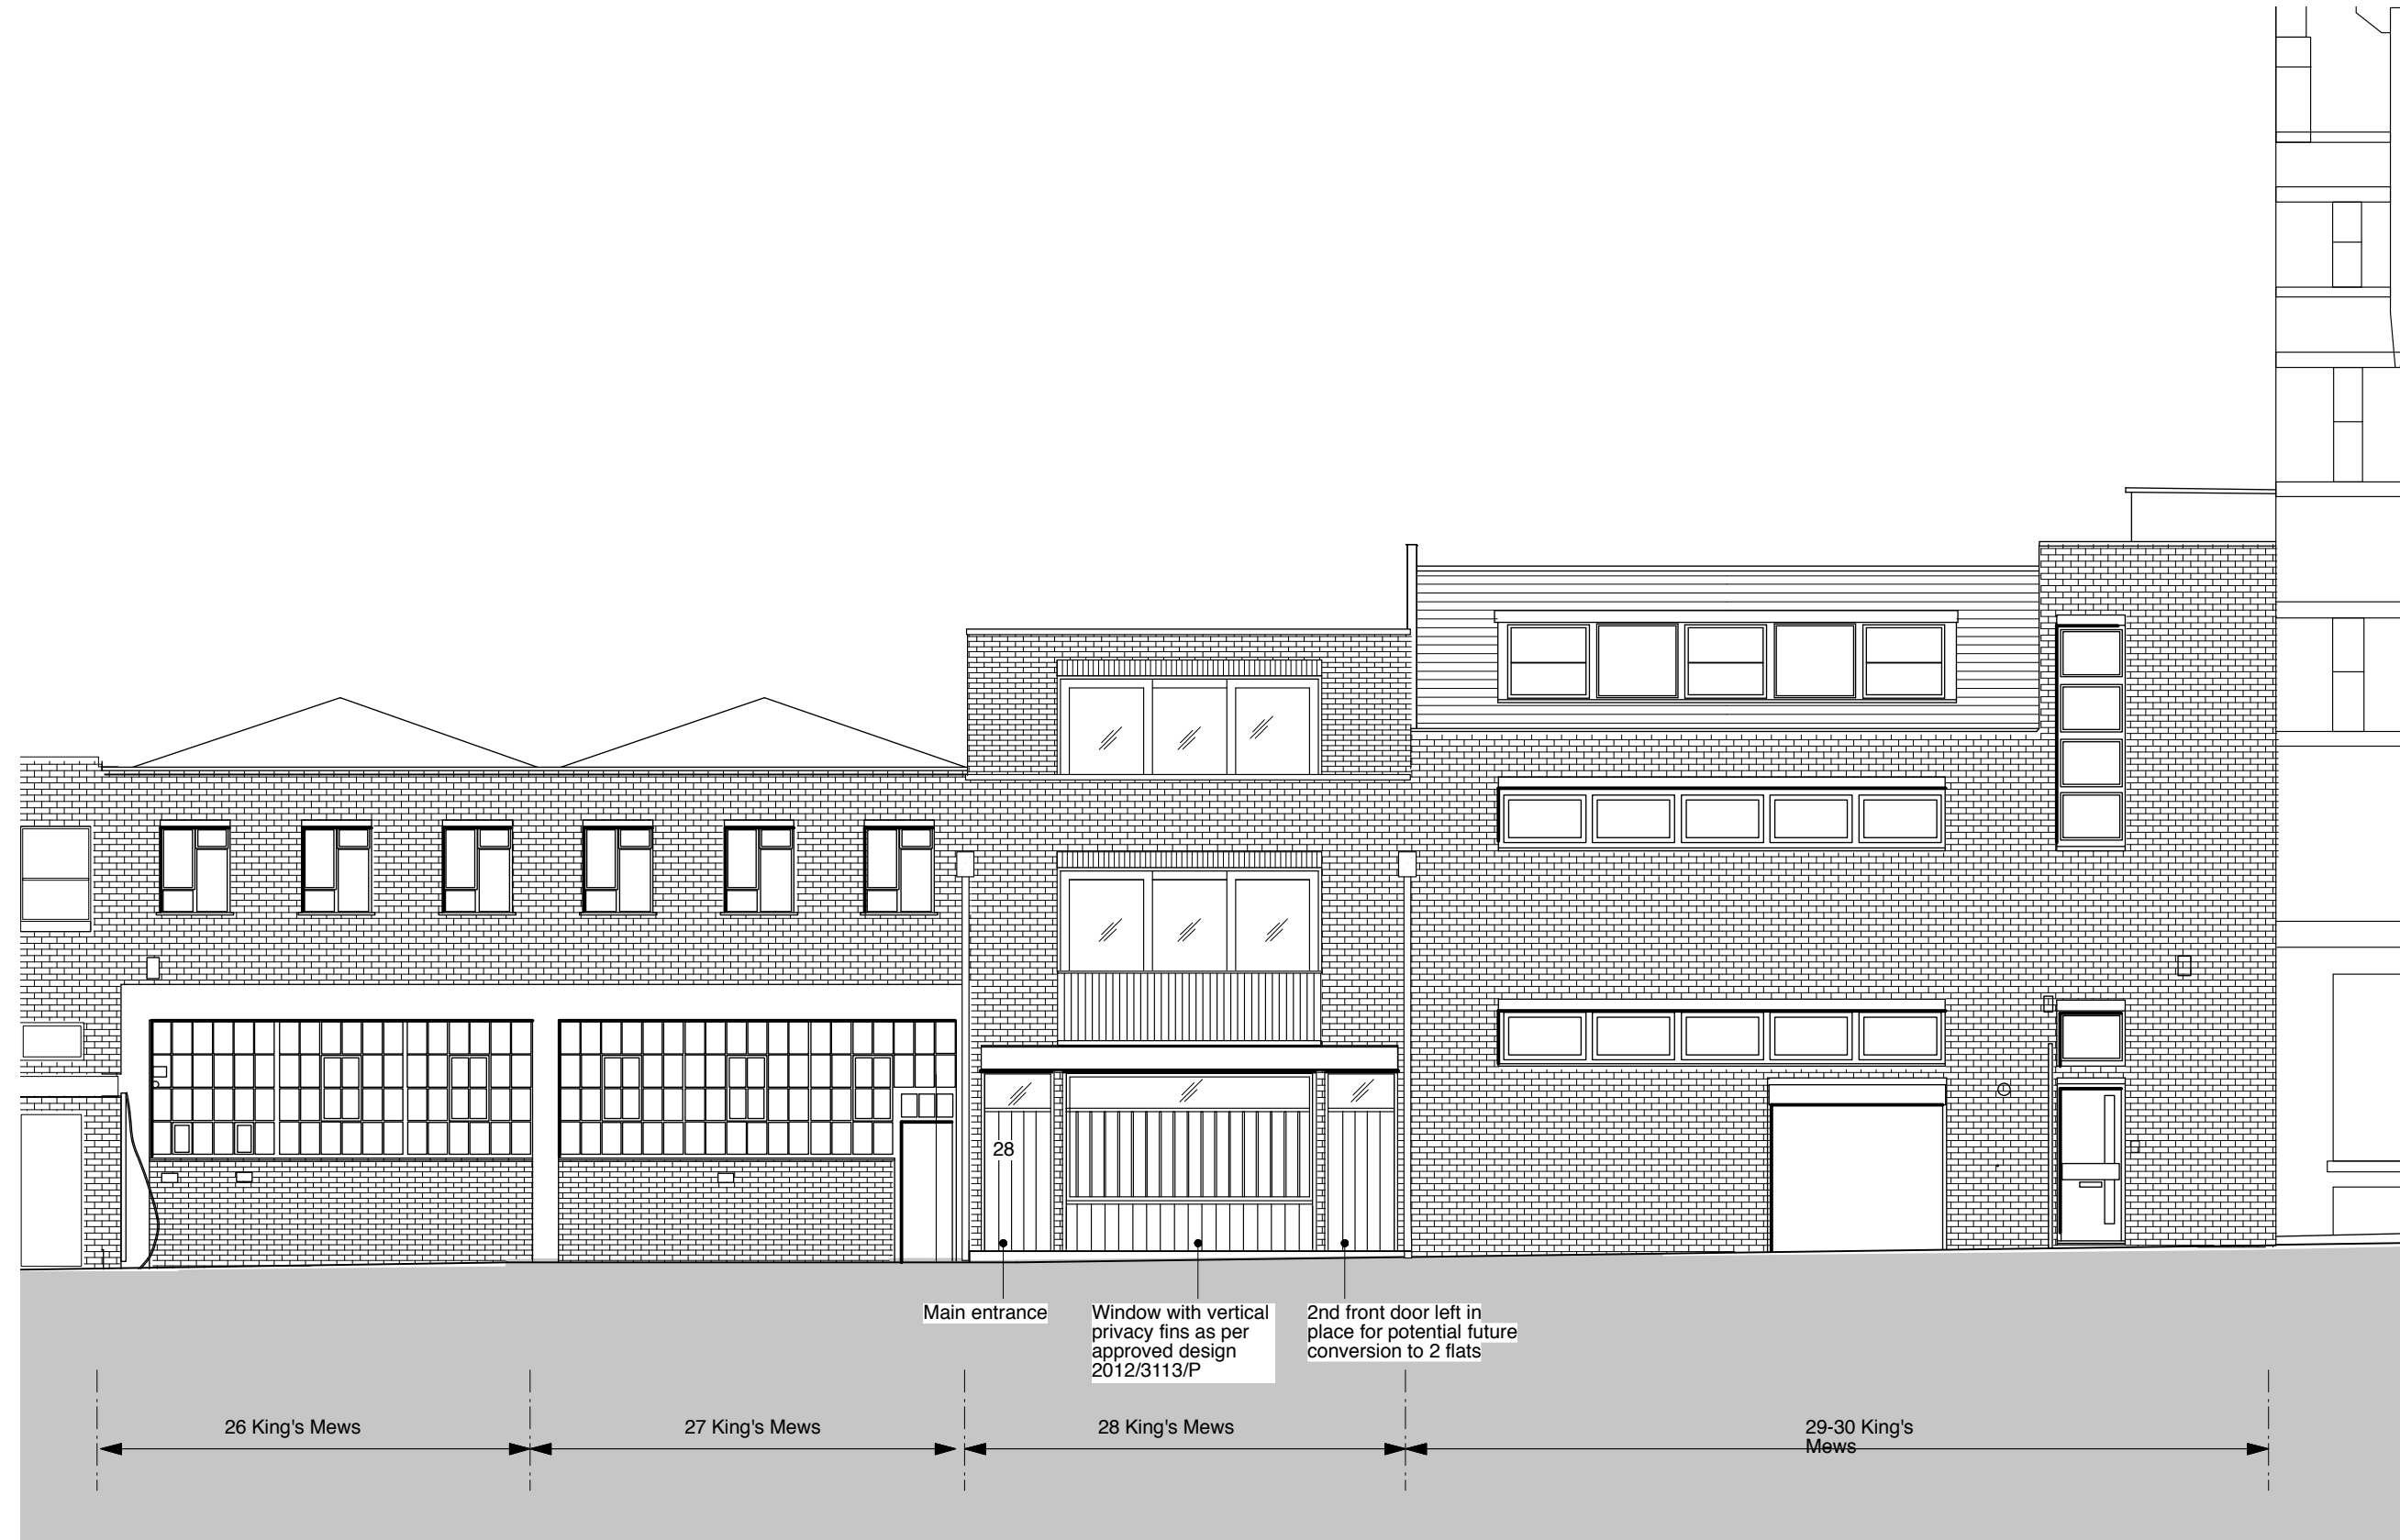 28
Main entrance
Window with vertical
privacy fins as per
approved design
2012/3113/P
2nd front door left in
place for potential future
conversion to 2 flats
26 King's Mews
27 King's Mews
28 King's Mews
29-30 King's
Mews